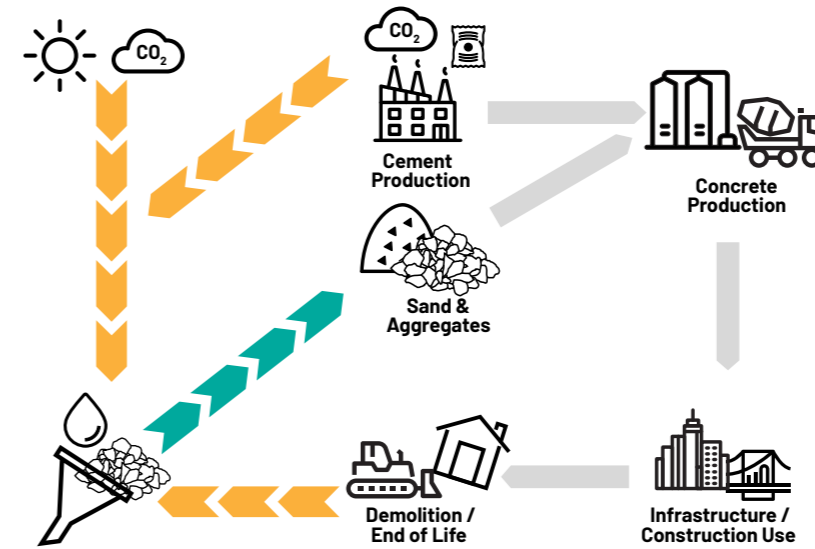 CO₂
CO₂
Cement
Production
Concrete
Production
Sand &
Aggregates
Demolition /
End of Life
Infrastructure /
Construction Use